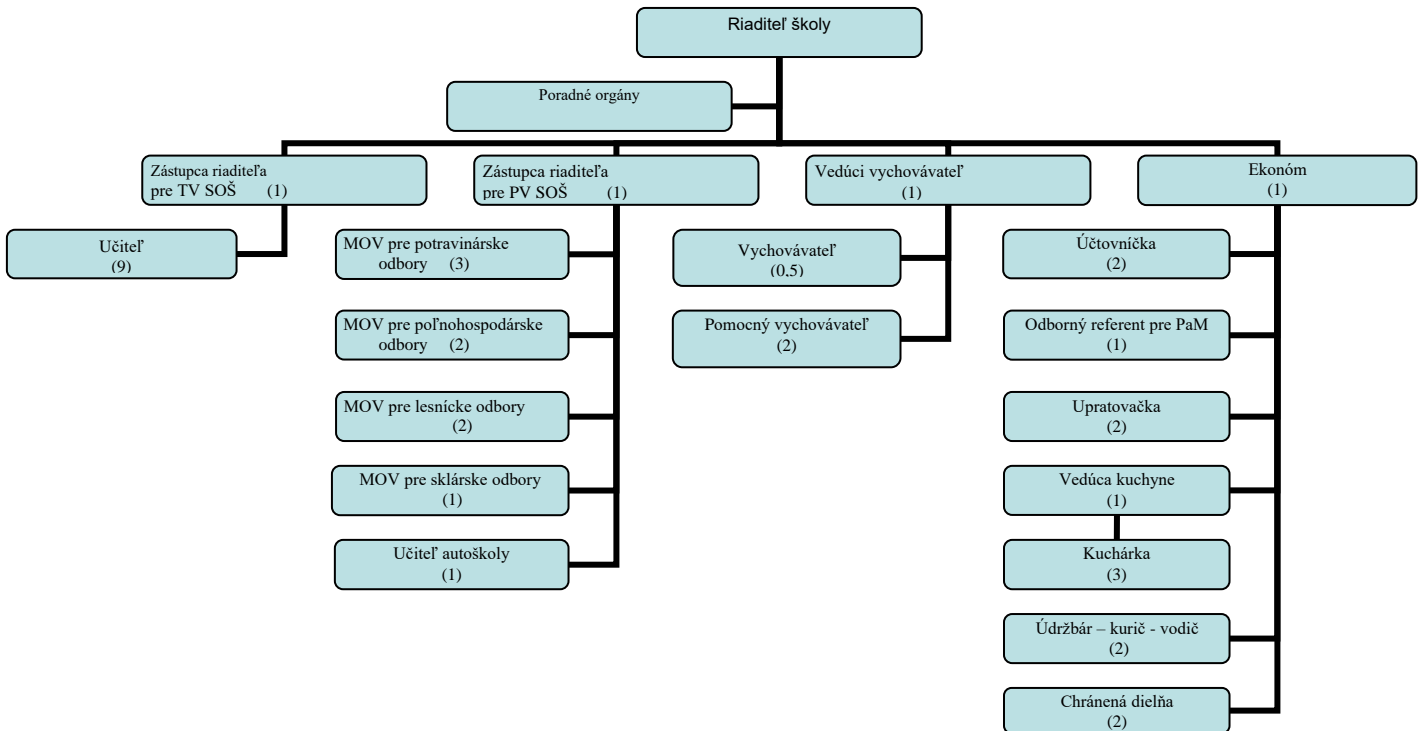 Riaditeľ školy
Poradné orgány
Zástupca riaditeľa
pre TV SOŠ (1)
Zástupca riaditeľa
pre PV SOŠ (1)
Vedúci vychovávateľ
(1)
Ekonóm
(1)
Učiteľ
(9)
MOV pre potravinárske
odbory (3)
MOV pre poľnohospodárske
odbory (2)
MOV pre lesnícke odbory
(2)
MOV pre sklárske odbory
(1)
Učiteľ autoškoly
(1)
Vychovávateľ
(0,5)
Pomocný vychovávateľ
(2)
Účtovníčka
(2)
Odborný referent pre PaM
(1)
Upratovačka
(2)
Vedúca kuchyne
(1)
Kuchárka
(3)
Údržbár – kurič - vodič
(2)
Chránená dielňa
(2)